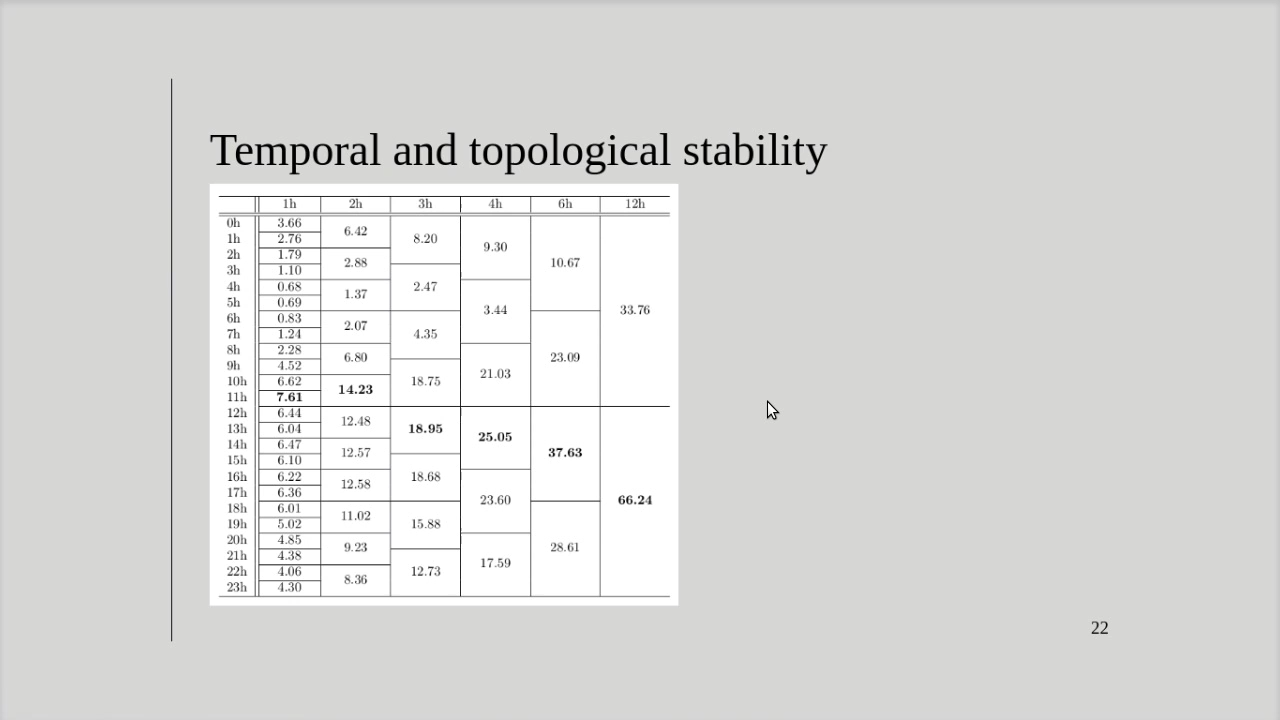 Temporal and topological stability
1h 2h 3h 4h 6h 12h
0h 3.66 6.42 8.20 9.30 10.67 33.76
1h 2.76
2h 1.79 2.88
3h 1.10 2.47
4h 0.68 1.37 3.44
5h 0.69
6h 0.83 2.07 4.35 23.09
7h 1.24
8h 2.28 6.80 21.03
9h 4.52 18.75
10h 6.62 14.23
11h 7.61
12h 6.44 12.48 18.95 25.05 37.63 66.24
13h 6.04
14h 6.47 12.57
15h 6.10 18.68
16h 6.22 12.58 23.60
17h 6.36
18h 6.01 11.02 15.88 28.61
19h 5.02
20h 4.85 9.23 17.59
21h 4.38 12.73
22h 4.06 8.36
23h 4.30
22